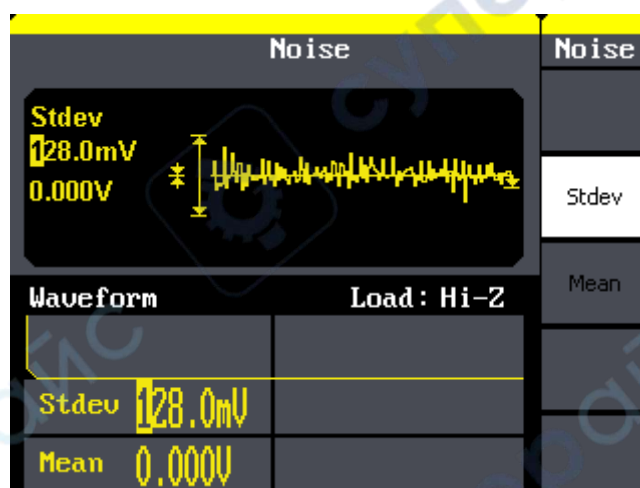 Noise
Noise
Stdev
128.0mV
0.000V
Stdev
Mean
Waveform Load: Hi-Z
Stdev 128.0mV
Mean 0.000V